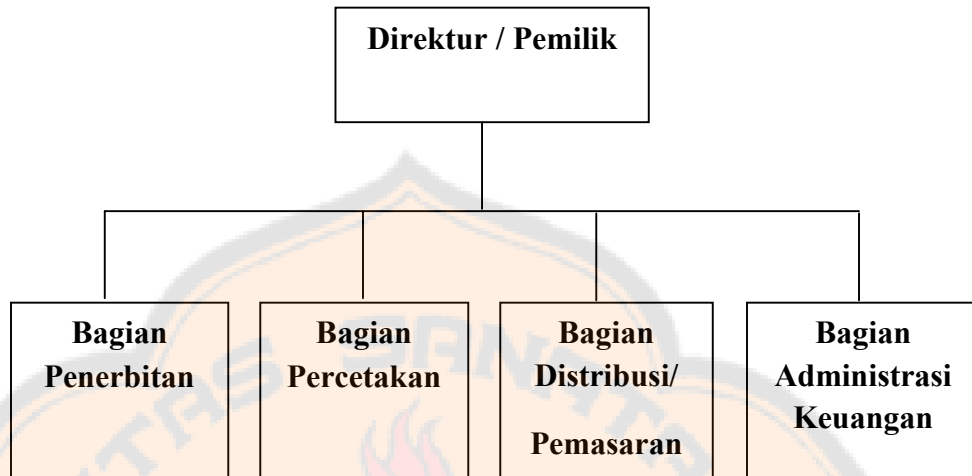 Direktur / Pemilik
Bagian
Penerbitan
Bagian
Percetakan
Bagian
Distribusi/
Pemasaran
Bagian
Administrasi
Keuangan